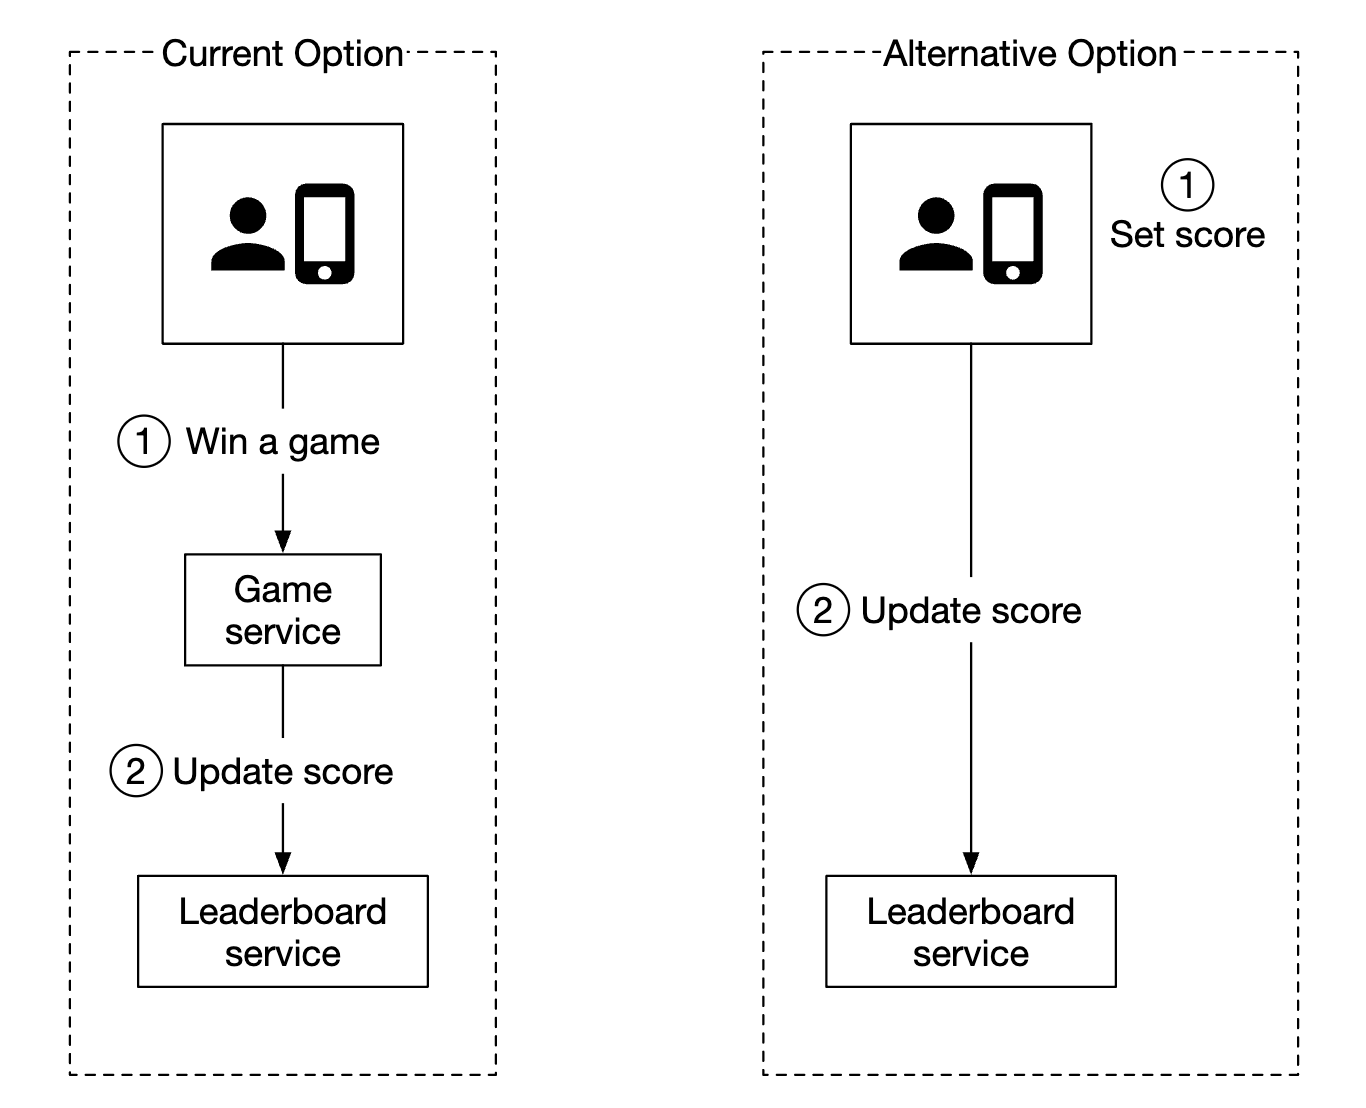 Current Option
1 Win a game
Game
service
2 Update score
Leaderboard
service
Alternative Option
1
Set score
2 Update score
Leaderboard
service